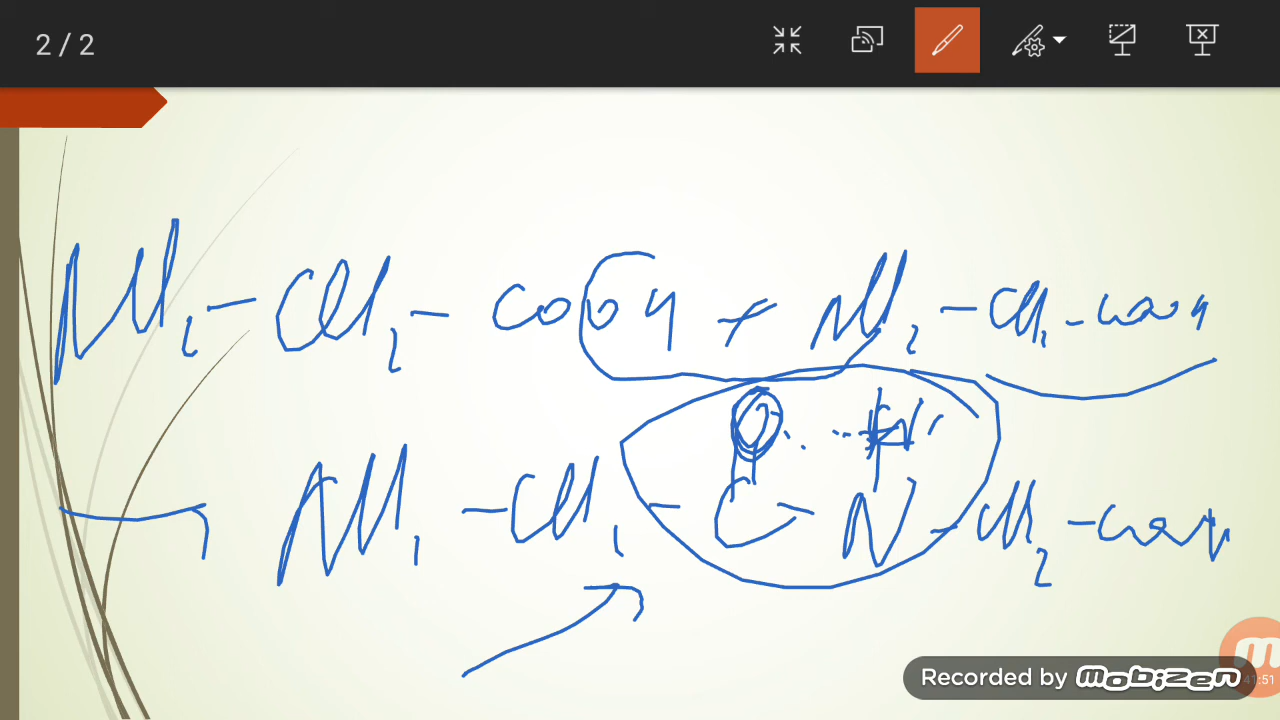 2 / 2
NH2 - CH2 - COOH + NH2 - CH2 - COOH
O H
NH2 - CH2 - C - N - CH2 - COOH
Recorded by mobizen